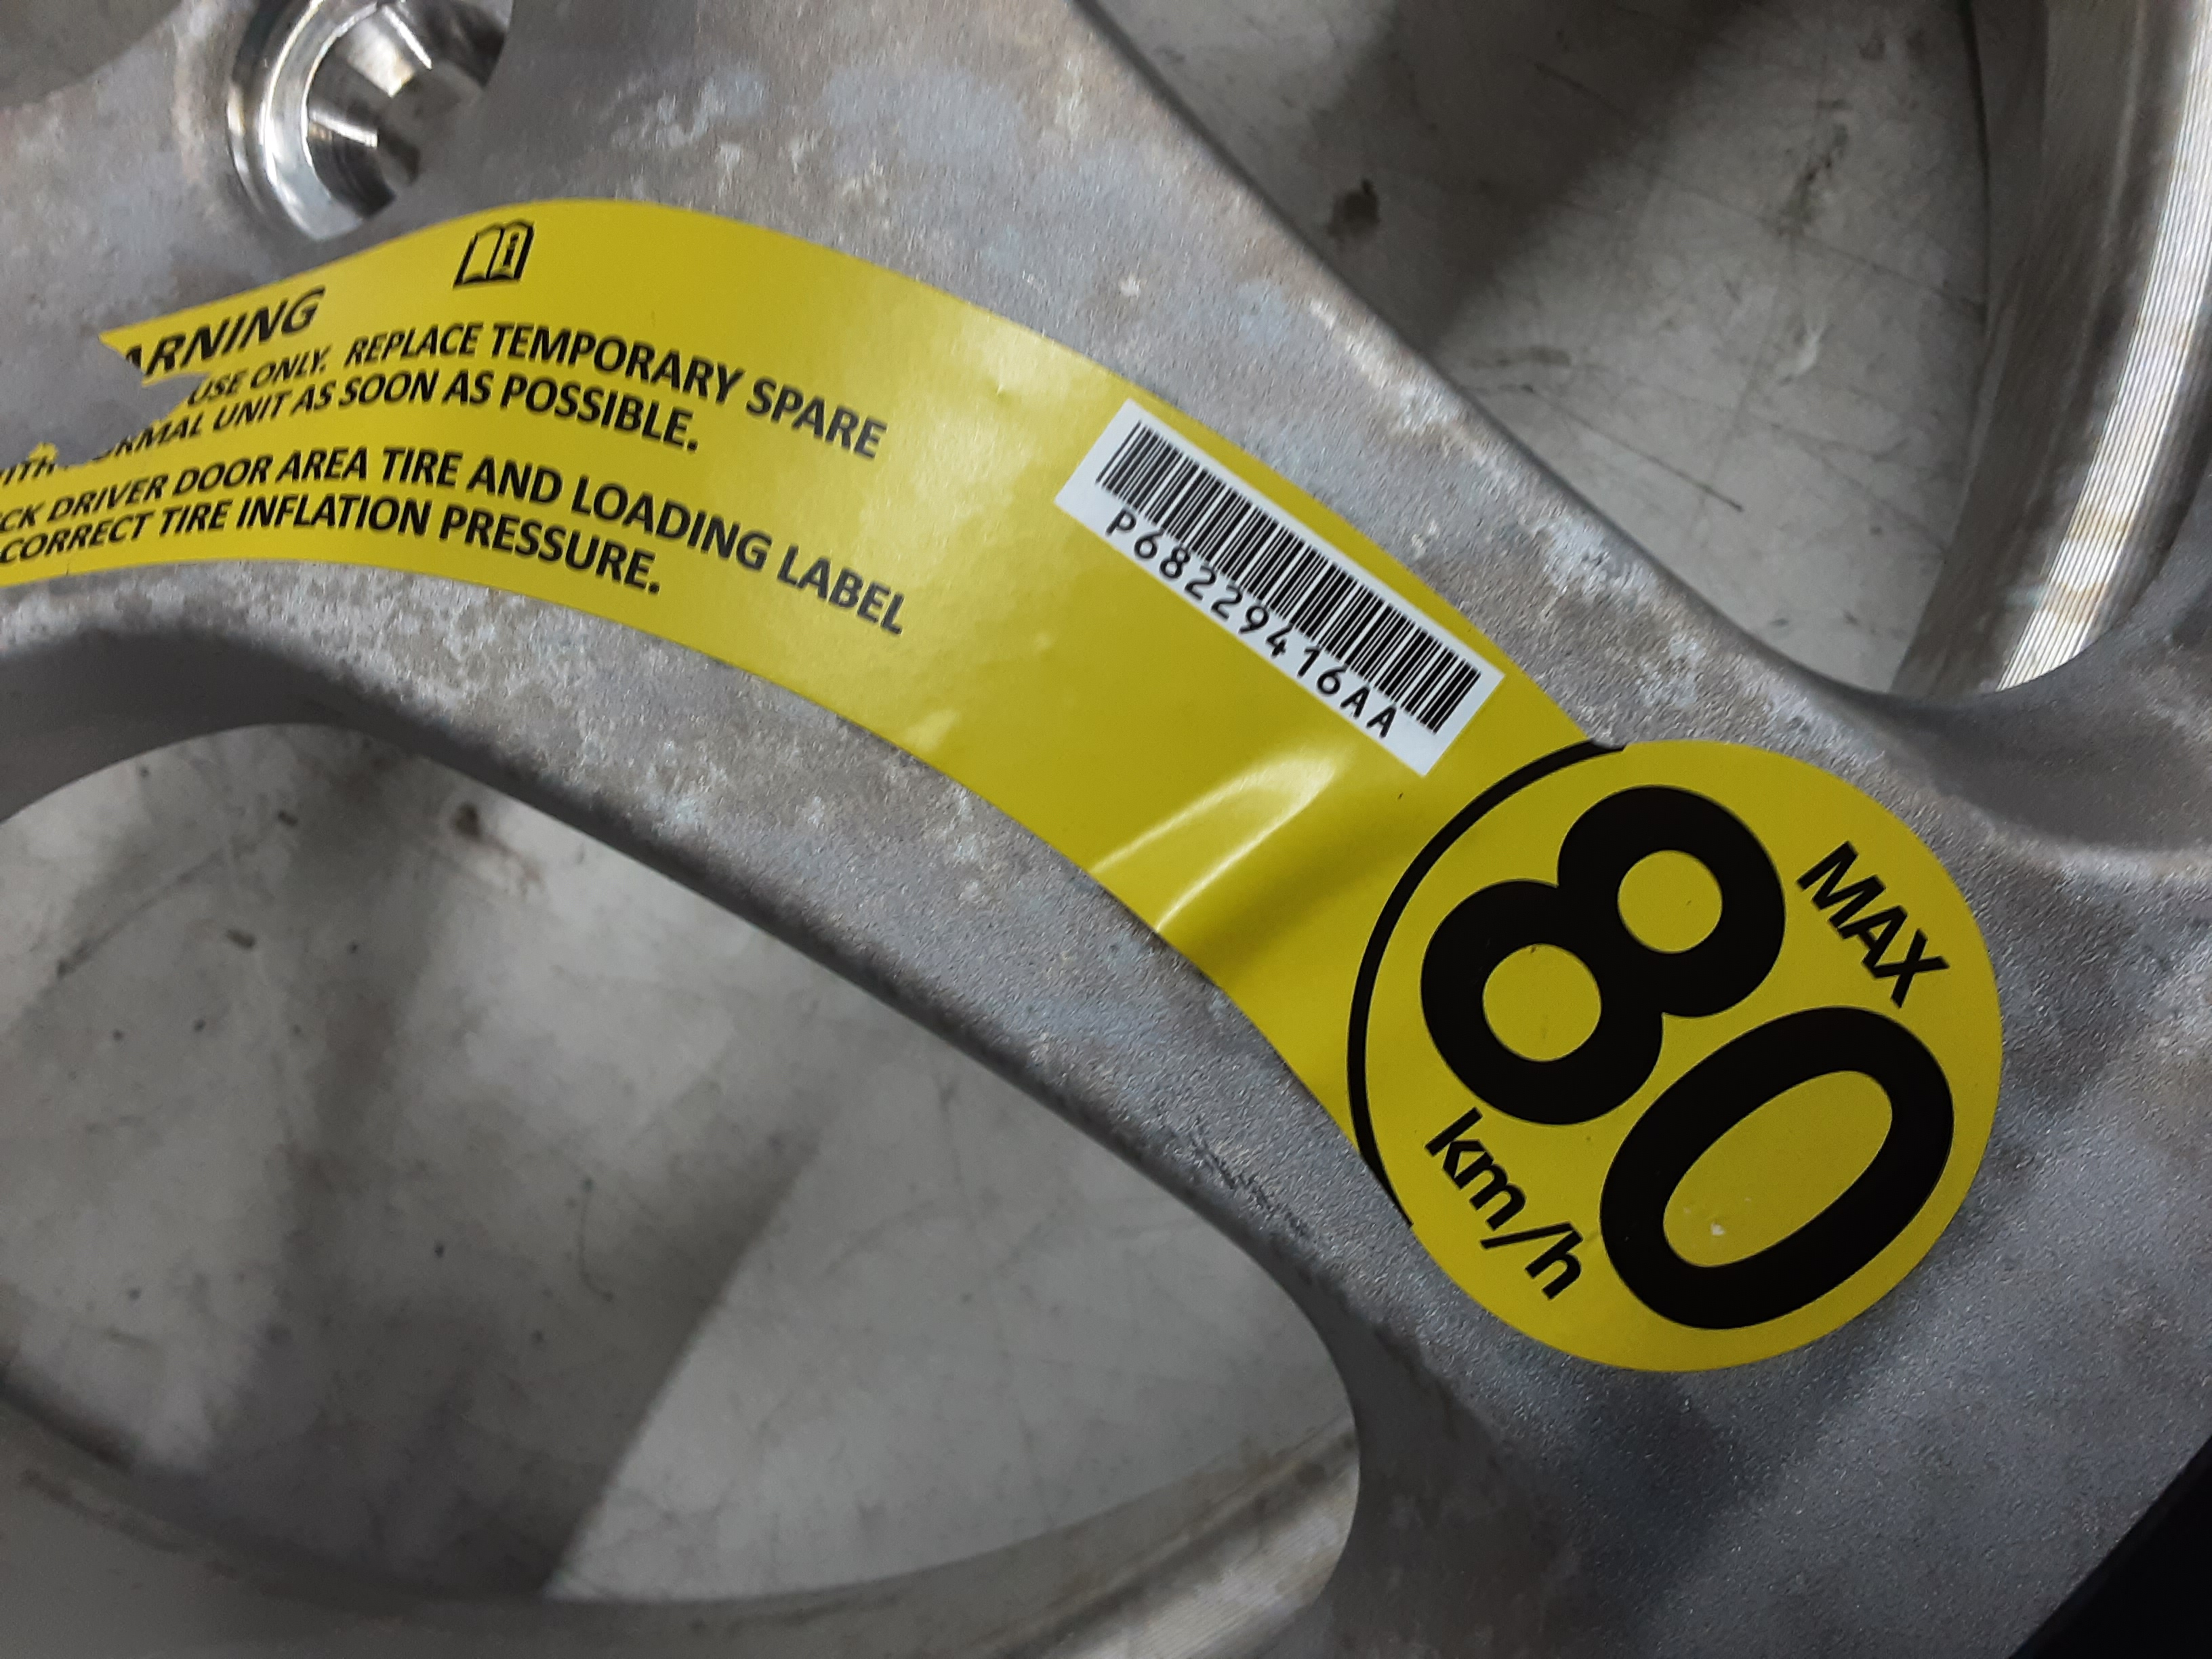 ARNING
USE ONLY. REPLACE TEMPORARY SPARE
UNIT AS SOON AS POSSIBLE.
CK DRIVER DOOR AREA TIRE AND LOADING LABEL
CORRECT TIRE INFLATION PRESSURE.
P68229416AA
MAX
80
km/h